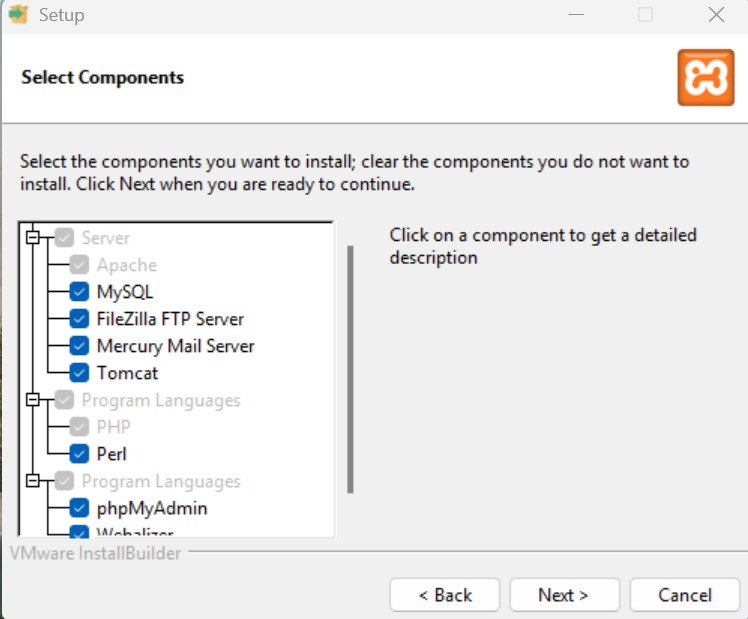 Setup
Select Components
Select the components you want to install; clear the components you do not want to
install. Click Next when you are ready to continue.
Server
Apache
MySQL
FileZilla FTP Server
Mercury Mail Server
Tomcat
Program Languages
PHP
Perl
Program Languages
phpMyAdmin
Webalizer
Click on a component to get a detailed
description
VMware InstallBuilder
< Back
Next >
Cancel